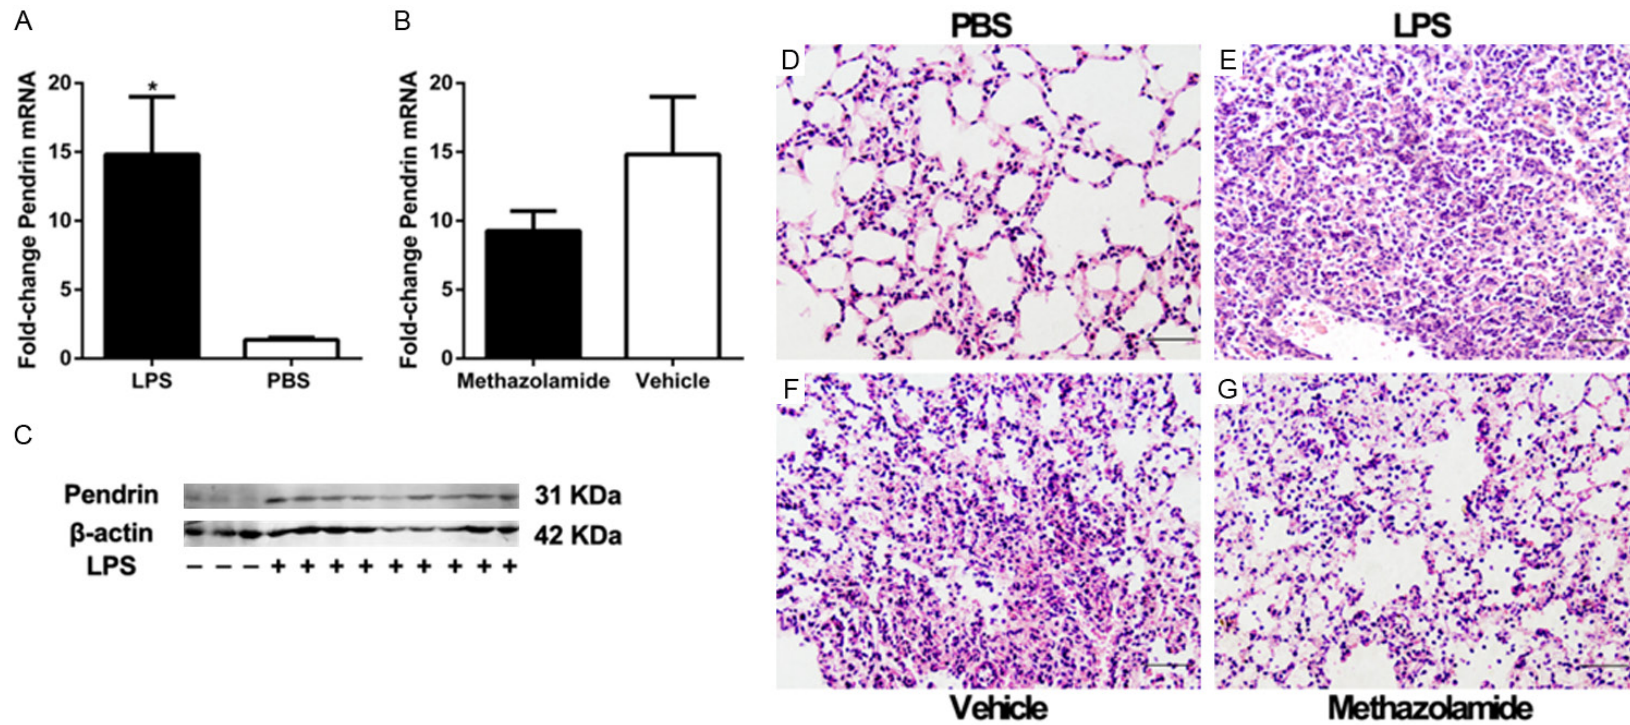 A
Fold-change Pendrin mRNA
20
15
10
5
0
*
LPS
PBS
B
Fold-change Pendrin mRNA
20
15
10
5
0
Methazolamide
Vehicle
C
Pendrin
31 KDa
β-actin
42 KDa
LPS
− − − + + + + + + + + +
PBS
LPS
D
E
F
G
Vehicle
Methazolamide